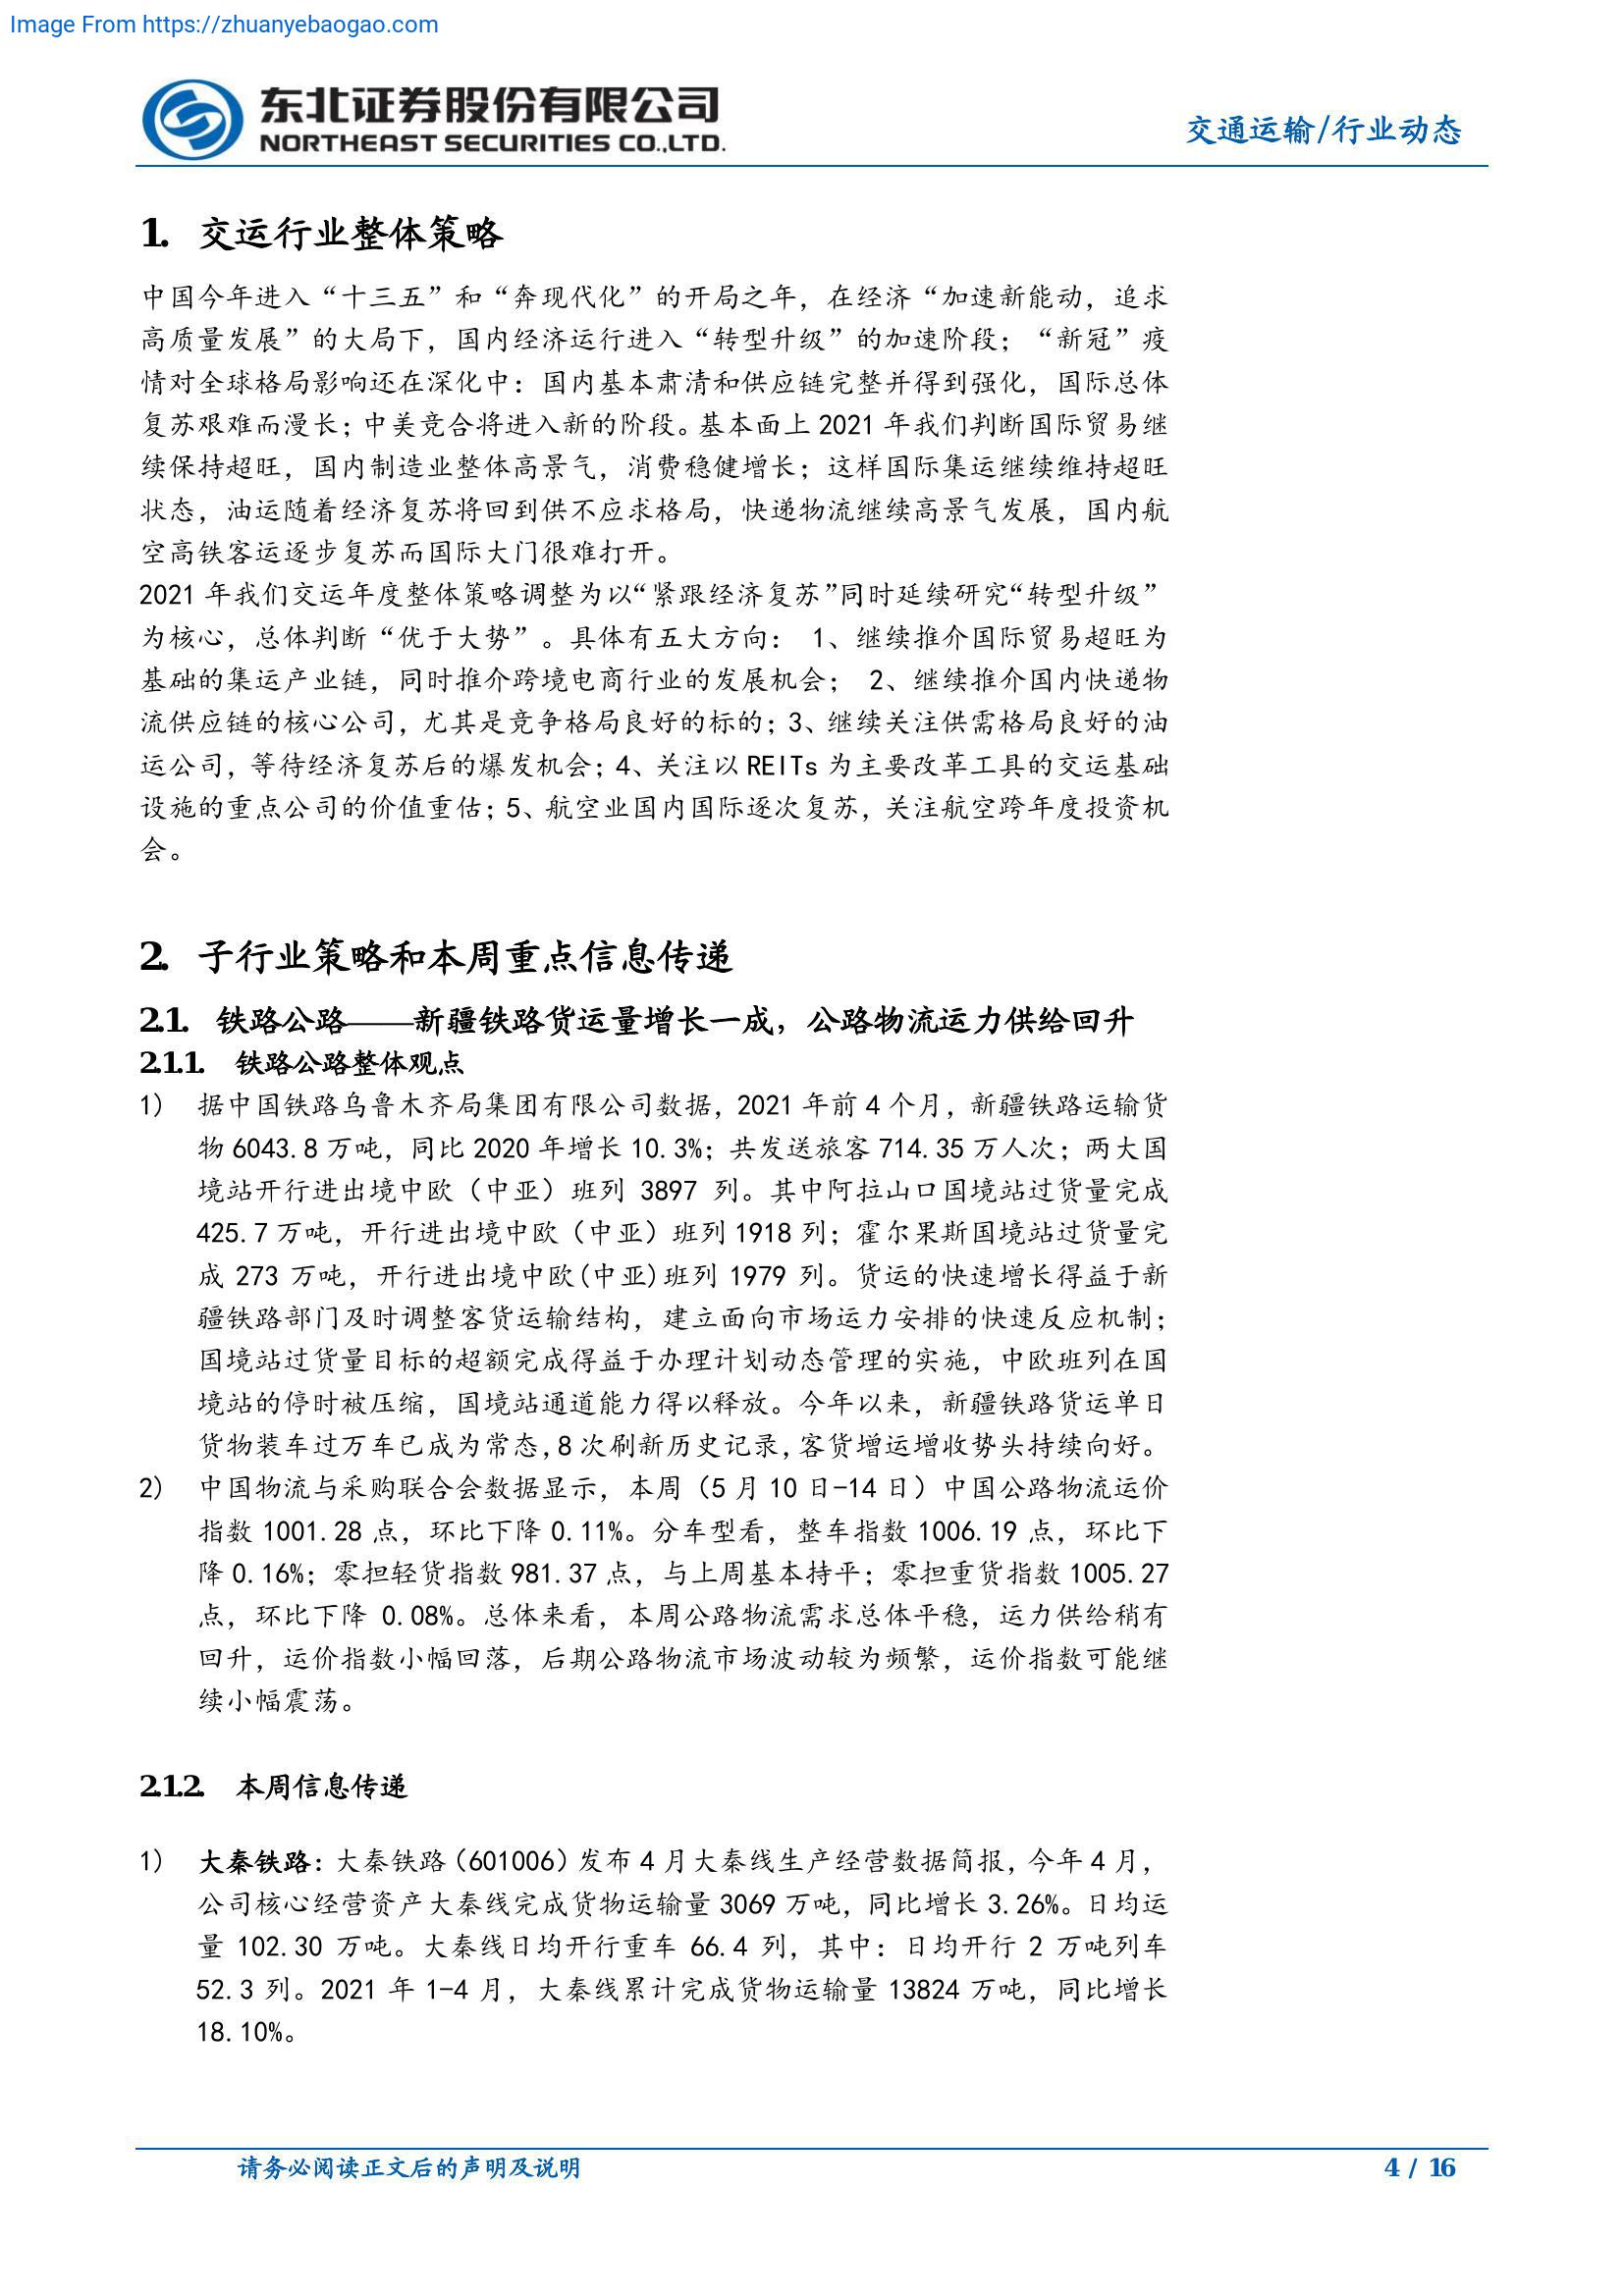 Image From https://zhuanyebaogao.com
东北证券股份有限公司
NORTHEAST SECURITIES CO.,LTD.
交通运输/行业动态
1. 交运行业整体策略
中国今年进入“十三五”和“奔现代化”的开局之年，在经济“加速新能动，追求
高质量发展”的大局下，国内经济运行进入“转型升级”的加速阶段；“新冠”疫
情对全球格局影响还在深化中：国内基本肃清和供应链完整并得到强化，国际总体
复苏艰难而漫长；中美竞合将进入新的阶段。基本面上 2021 年我们判断国际贸易继
续保持超旺，国内制造业整体高景气，消费稳健增长；这样国际集运继续维持超旺
状态，油运随着经济复苏将回到供不应求格局，快递物流继续高景气发展，国内航
空高铁客运逐步复苏而国际大门很难打开。
2021 年我们交运年度整体策略调整为以“紧跟经济复苏”同时延续研究“转型升级”
为核心，总体判断“优于大势”。具体有五大方向： 1、继续推介国际贸易超旺为
基础的集运产业链，同时推介跨境电商行业的发展机会； 2、继续推介国内快递物
流供应链的核心公司，尤其是竞争格局良好的标的；3、继续关注供需格局良好的油
运公司，等待经济复苏后的爆发机会；4、关注以 REITs 为主要改革工具的交运基础
设施的重点公司的价值重估；5、航空业国内国际逐次复苏，关注航空跨年度投资机
会。
2. 子行业策略和本周重点信息传递
2.1. 铁路公路——新疆铁路货运量增长一成，公路物流运力供给回升
2.1.1. 铁路公路整体观点
1) 据中国铁路乌鲁木齐局集团有限公司数据，2021 年前 4 个月，新疆铁路运输货
物 6043.8 万吨，同比 2020 年增长 10.3%；共发送旅客 714.35 万人次；两大国
境站开行进出境中欧（中亚）班列 3897 列。其中阿拉山口国境站过货量完成
425.7 万吨，开行进出境中欧（中亚）班列 1918 列；霍尔果斯国境站过货量完
成 273 万吨，开行进出境中欧(中亚)班列 1979 列。货运的快速增长得益于新
疆铁路部门及时调整客货运输结构，建立面向市场运力安排的快速反应机制；
国境站过货量目标的超额完成得益于办理计划动态管理的实施，中欧班列在国
境站的停时被压缩，国境站通道能力得以释放。今年以来，新疆铁路货运单日
货物装车过万车已成为常态，8 次刷新历史记录，客货增运增收势头持续向好。
2) 中国物流与采购联合会数据显示，本周（5 月 10 日-14 日）中国公路物流运价
指数 1001.28 点，环比下降 0.11%。分车型看，整车指数 1006.19 点，环比下
降 0.16%；零担轻货指数 981.37 点，与上周基本持平；零担重货指数 1005.27
点，环比下降 0.08%。总体来看，本周公路物流需求总体平稳，运力供给稍有
回升，运价指数小幅回落，后期公路物流市场波动较为频繁，运价指数可能继
续小幅震荡。
2.1.2. 本周信息传递
1) 大秦铁路：大秦铁路（601006）发布 4 月大秦线生产经营数据简报，今年 4 月，
公司核心经营资产大秦线完成货物运输量 3069 万吨，同比增长 3.26%。日均运
量 102.30 万吨。大秦线日均开行重车 66.4 列，其中：日均开行 2 万吨列车
52.3 列。2021 年 1-4 月，大秦线累计完成货物运输量 13824 万吨，同比增长
18.10%。
请务必阅读正文后的声明及说明
4 / 16